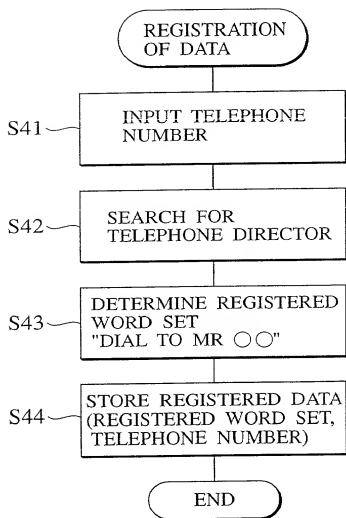 REGISTRATION
OF DATA
S41
INPUT TELEPHONE
NUMBER
S42
SEARCH FOR
TELEPHONE DIRECTOR
S43
DETERMINE REGISTERED
WORD SET
"DIAL TO MR ○○"
S44
STORE REGISTERED DATA
(REGISTERED WORD SET,
TELEPHONE NUMBER)
END